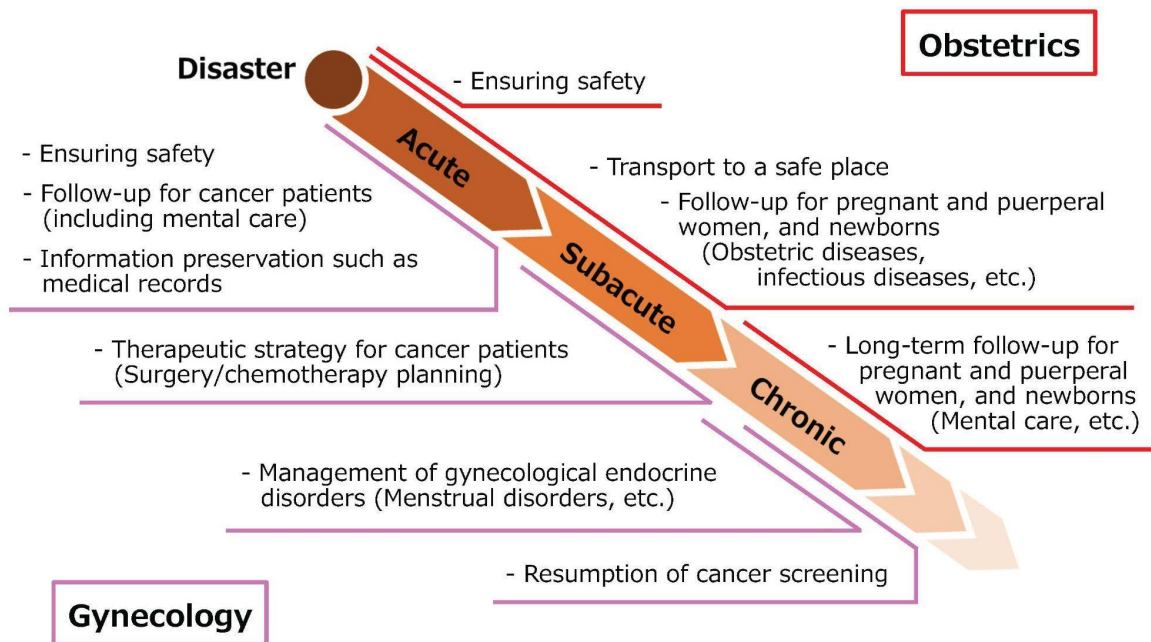 Obstetrics
Disaster
- Ensuring safety
Acute
- Ensuring safety
- Follow-up for cancer patients
(including mental care)
- Information preservation such as
medical records
- Transport to a safe place
- Follow-up for pregnant and puerperal
women, and newborns
(Obstetric diseases,
infectious diseases, etc.)
Subacute
- Therapeutic strategy for cancer patients
(Surgery/chemotherapy planning)
- Long-term follow-up for
pregnant and puerperal
women, and newborns
(Mental care, etc.)
Chronic
- Management of gynecological endocrine
disorders (Menstrual disorders, etc.)
- Resumption of cancer screening
Gynecology